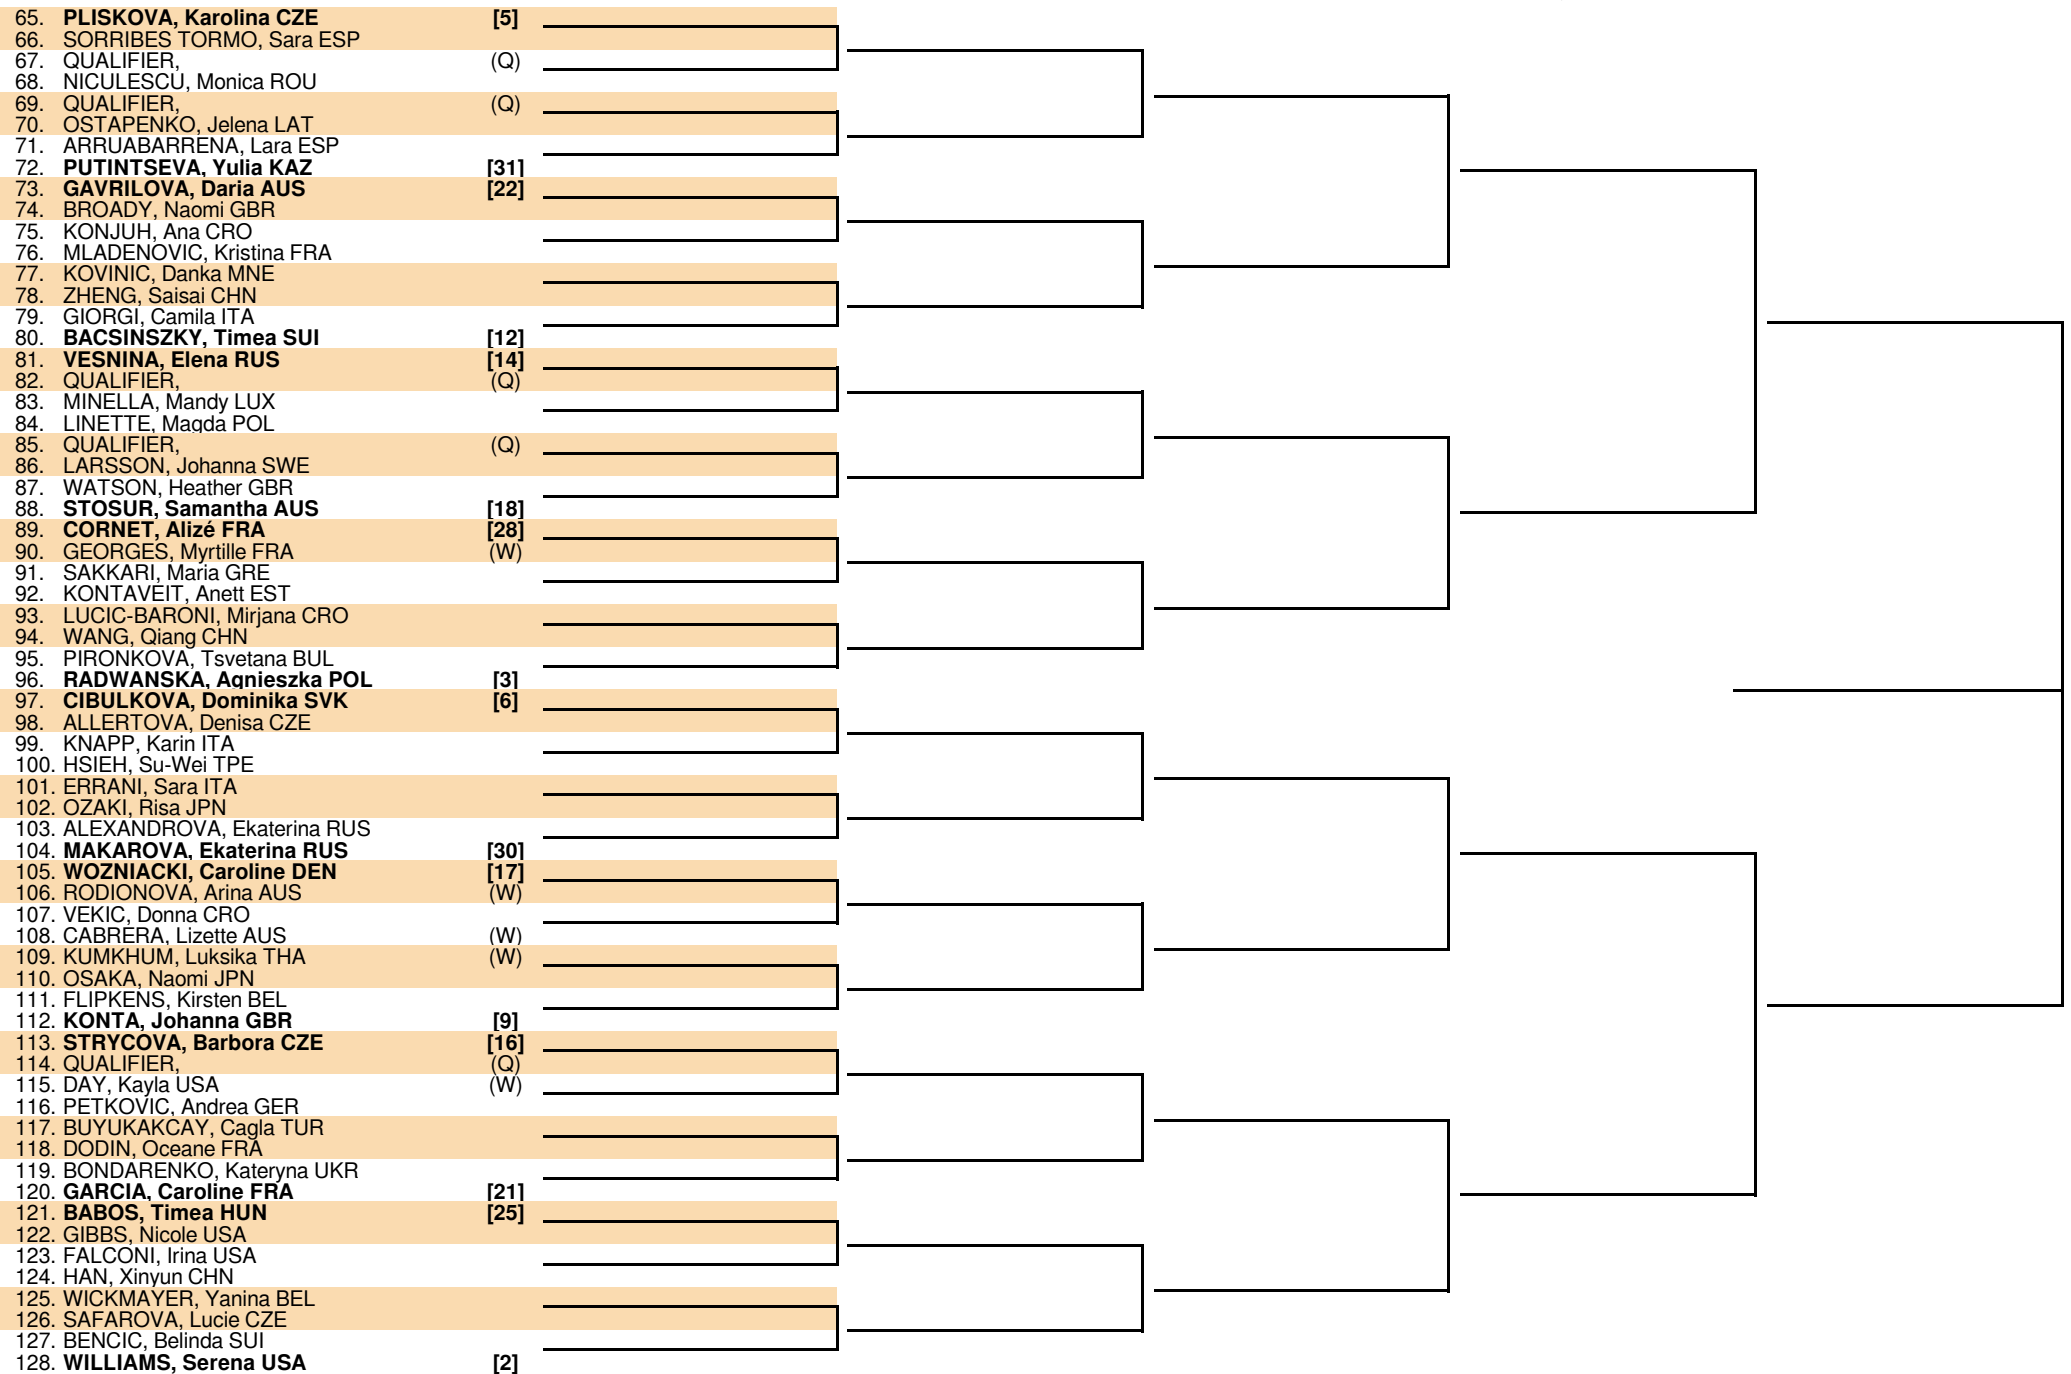 65. PLISKOVA, Karolina CZE [5]
66. SORRIBES TORMO, Sara ESP
67. QUALIFIER, (Q)
68. NICULESCU, Monica ROU
69. QUALIFIER, (Q)
70. OSTAPENKO, Jelena LAT
71. ARRUABARRENA, Lara ESP
72. PUTINTSEVA, Yulia KAZ [31]
73. GAVRILOVA, Daria AUS [22]
74. BROADY, Naomi GBR
75. KONJUH, Ana CRO
76. MLADENOVIC, Kristina FRA
77. KOVINIC, Danka MNE
78. ZHENG, Saisai CHN
79. GIORGI, Camila ITA
80. BACSINSZKY, Timea SUI [12]
81. VESNINA, Elena RUS [14]
82. QUALIFIER, (Q)
83. MINELLA, Mandy LUX
84. LINETTE, Magda POL
85. QUALIFIER, (Q)
86. LARSSON, Johanna SWE
87. WATSON, Heather GBR
88. STOSUR, Samantha AUS [18]
89. CORNET, Alizé FRA [28]
90. GEORGES, Myrtille FRA (W)
91. SAKKARI, Maria GRE
92. KONTAVEIT, Anett EST
93. LUCIC-BARONI, Mirjana CRO
94. WANG, Qiang CHN
95. PIRONKOVA, Tsvetana BUL
96. RADWANSKA, Agnieszka POL [3]
97. CIBULKOVA, Dominika SVK [6]
98. ALLERTOVA, Denisa CZE
99. KNAPP, Karin ITA
100. HSIEH, Su-Wei TPE
101. ERRANI, Sara ITA
102. OZAKI, Risa JPN
103. ALEXANDROVA, Ekaterina RUS
104. MAKAROVA, Ekaterina RUS [30]
105. WOZNIACKI, Caroline DEN [17]
106. RODIONOVA, Arina AUS (W)
107. VEKIC, Donna CRO
108. CABRERA, Lizette AUS (W)
109. KUMKHUM, Luksika THA (W)
110. OSAKA, Naomi JPN
111. FLIPKENS, Kirsten BEL
112. KONTA, Johanna GBR [9]
113. STRYCOVA, Barbora CZE [16]
114. QUALIFIER, (Q)
115. DAY, Kayla USA (W)
116. PETKOVIC, Andrea GER
117. BUYUKAKCAY, Cagla TUR
118. DODIN, Oceane FRA
119. BONDARENKO, Kateryna UKR
120. GARCIA, Caroline FRA [21]
121. BABOS, Timea HUN [25]
122. GIBBS, Nicole USA
123. FALCONI, Irina USA
124. HAN, Xinyun CHN
125. WICKMAYER, Yanina BEL
126. SAFAROVA, Lucie CZE
127. BENCIC, Belinda SUI
128. WILLIAMS, Serena USA [2]